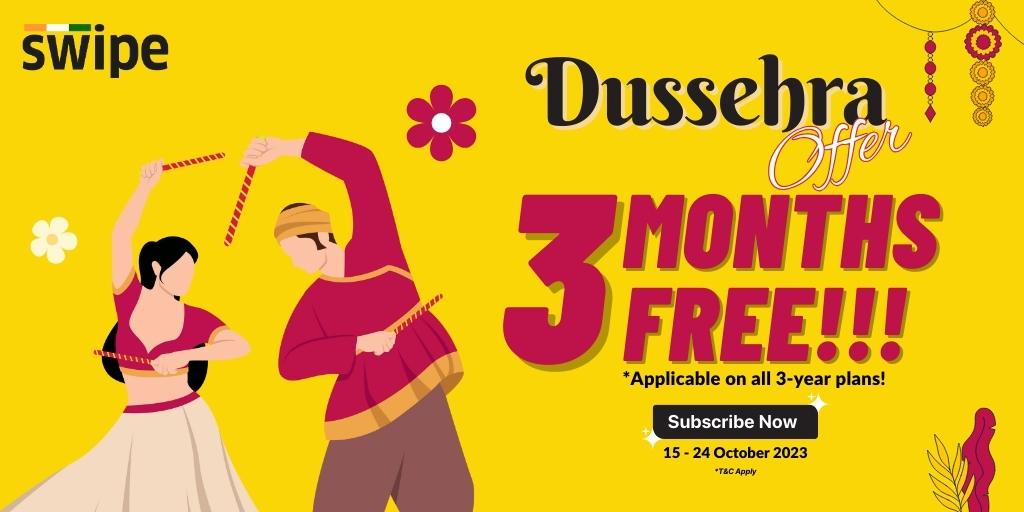 swipe
Dussehra
Offer
3 MONTHS
FREE!!!
*Applicable on all 3-year plans!
Subscribe Now
15 - 24 October 2023
*T&C Apply